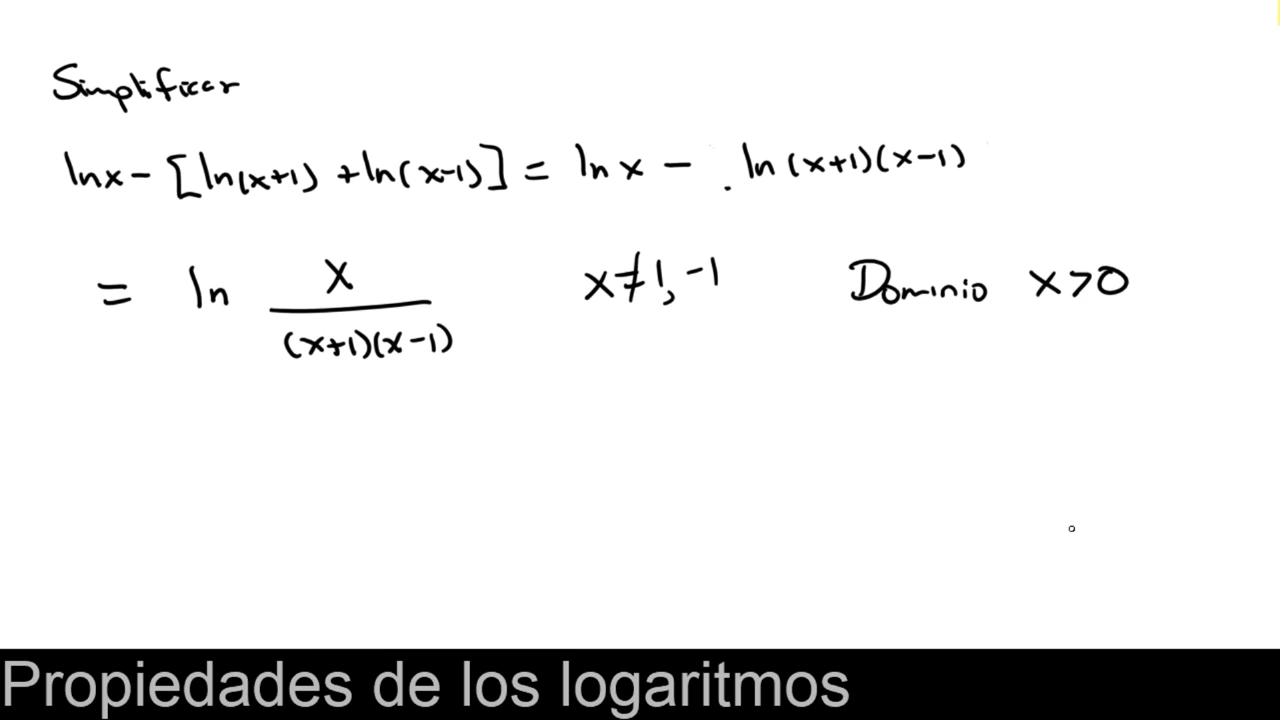 Simplificar
lnx - [ln(x+1) + ln(x-1)] = ln x - . ln (x+1)(x-1)
= ln x/((x+1)(x-1)) x ≠ 1, -1 Dominio x > 0
Propiedades de los logaritmos